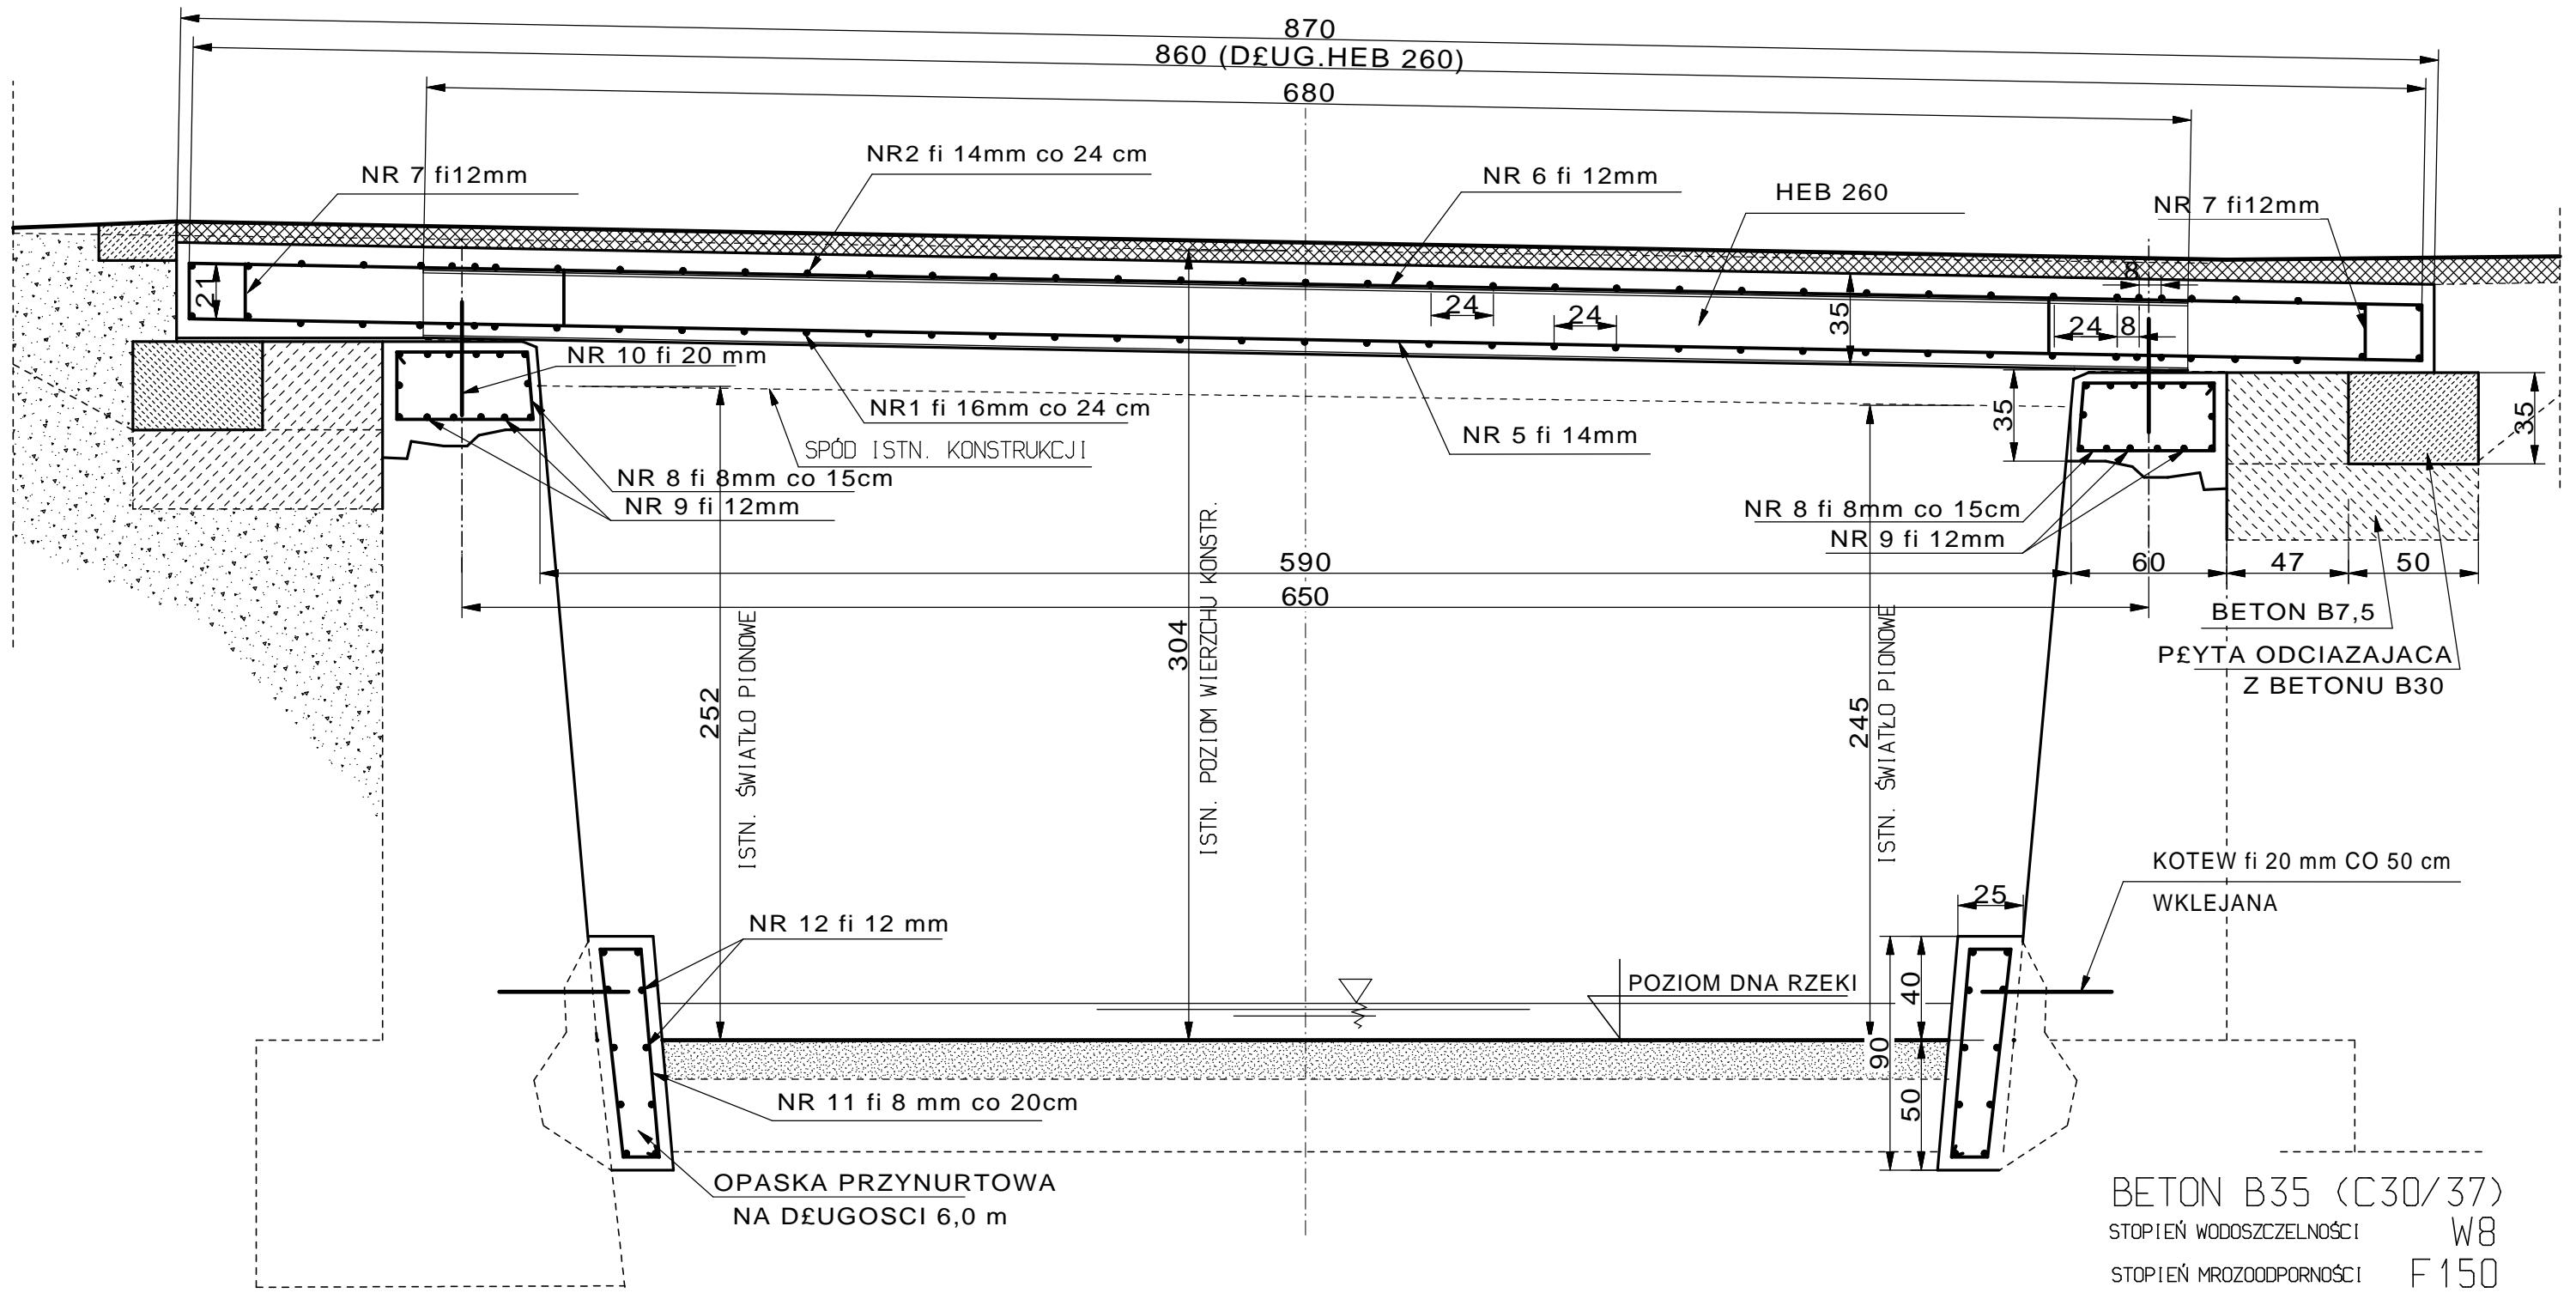 870
860 (D£UG.HEB 260)
680
NR2 fi 14mm co 24 cm
NR 7 fi12mm
NR 6 fi 12mm
HEB 260
NR 7 fi12mm
21
8
24
24
35
24
8
NR 10 fi 20 mm
NR1 fi 16mm co 24 cm
NR 5 fi 14mm
35
35
SPÓD ISTN. KONSTRUKCJI
NR 8 fi 8mm co 15cm
NR 9 fi 12mm
NR 8 fi 8mm co 15cm
NR 9 fi 12mm
590
60
47
50
650
BETON B7,5
P£YTA ODCIAZAJACA
Z BETONU B30
252
ISTN. ŚWIATŁO PIONOWE
304
ISTN. POZIOM WIERZCHU KONSTR.
245
ISTN. ŚWIATŁO PIONOWE
KOTEW fi 20 mm CO 50 cm
WKLEJANA
25
NR 12 fi 12 mm
POZIOM DNA RZEKI
40
90
50
NR 11 fi 8 mm co 20cm
OPASKA PRZYNURTOWA
NA D£UGOSCI 6,0 m
BETON B35 (C30/37)
STOPIEŃ WODOSZCZELNOŚCI W8
STOPIEŃ MROZOODPORNOŚCI F150